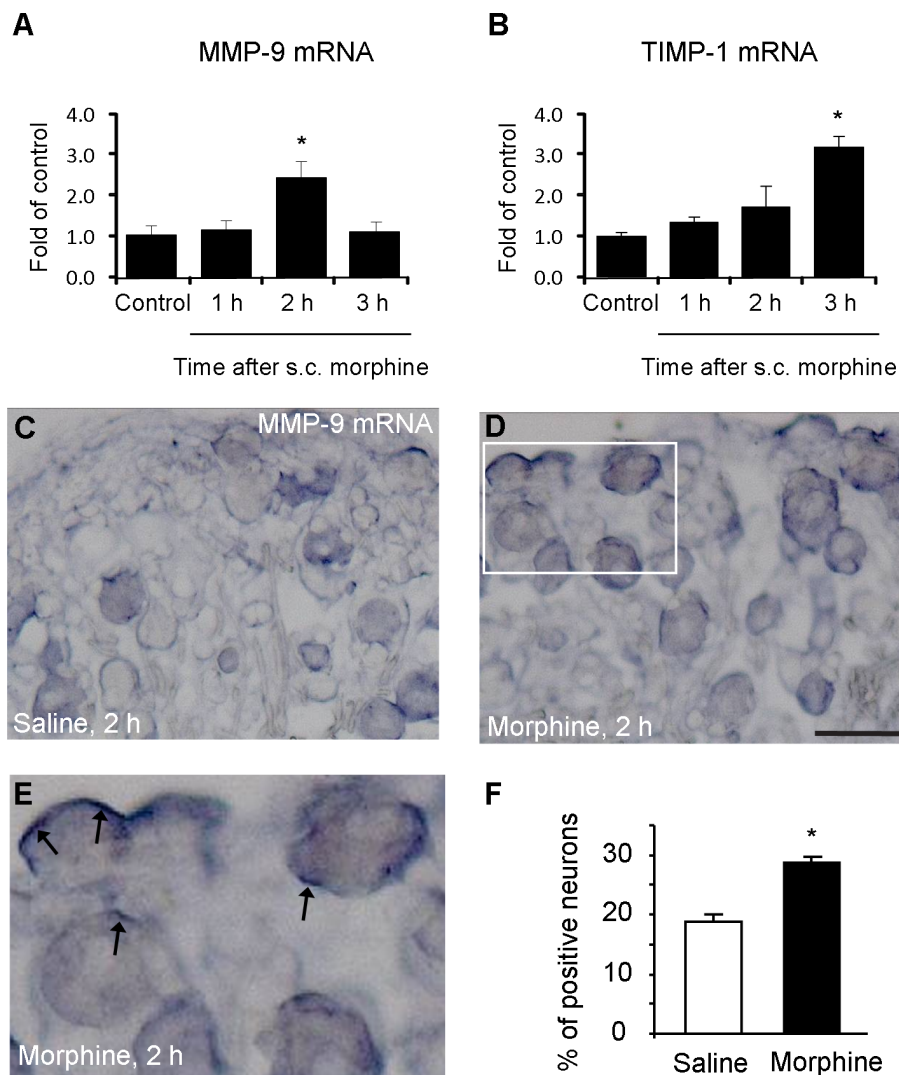 A
MMP-9 mRNA
Fold of control
4.0
3.0
2.0
1.0
0.0
*
Control 1 h 2 h 3 h
Time after s.c. morphine
B
TIMP-1 mRNA
Fold of control
4.0
3.0
2.0
1.0
0.0
*
Control 1 h 2 h 3 h
Time after s.c. morphine
C
MMP-9 mRNA
Saline, 2 h
D
Morphine, 2 h
E
Morphine, 2 h
F
% of positive neurons
30
20
10
0
*
Saline Morphine